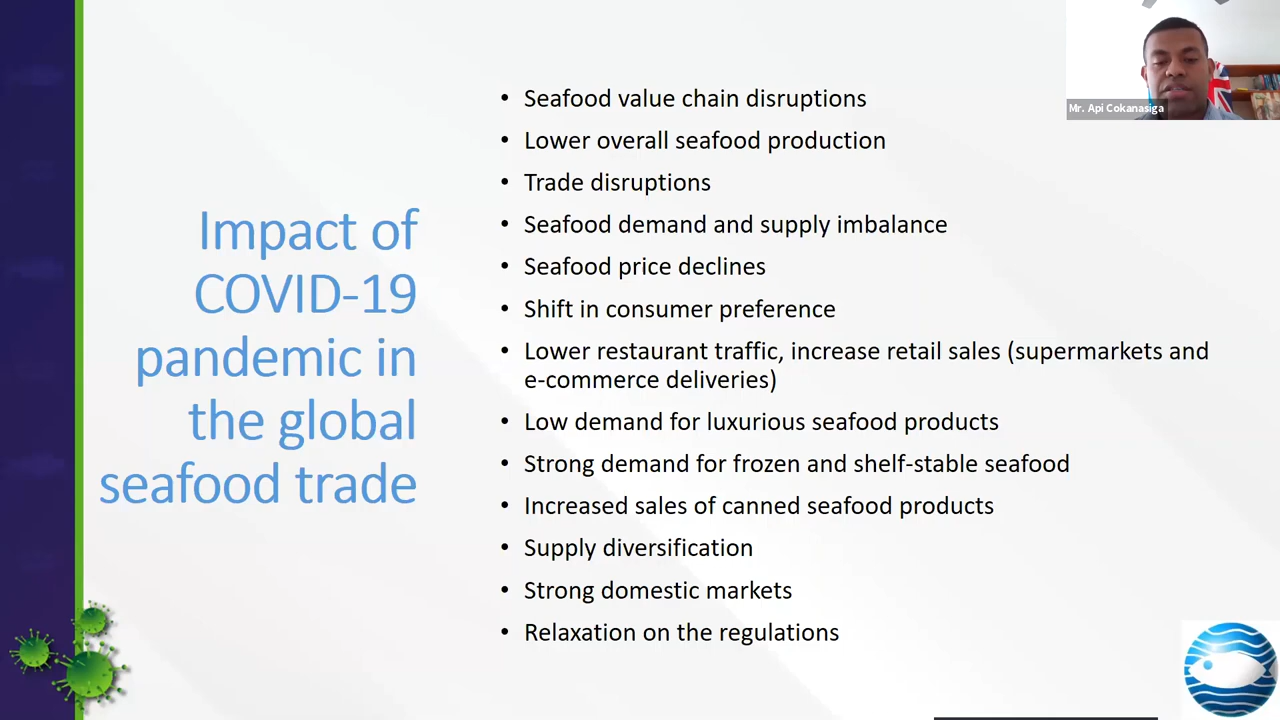 Impact of
COVID-19
pandemic in
the global
seafood trade
• Seafood value chain disruptions
• Lower overall seafood production
• Trade disruptions
• Seafood demand and supply imbalance
• Seafood price declines
• Shift in consumer preference
• Lower restaurant traffic, increase retail sales (supermarkets and
e-commerce deliveries)
• Low demand for luxurious seafood products
• Strong demand for frozen and shelf-stable seafood
• Increased sales of canned seafood products
• Supply diversification
• Strong domestic markets
• Relaxation on the regulations
Mr. Api Cokanasiga